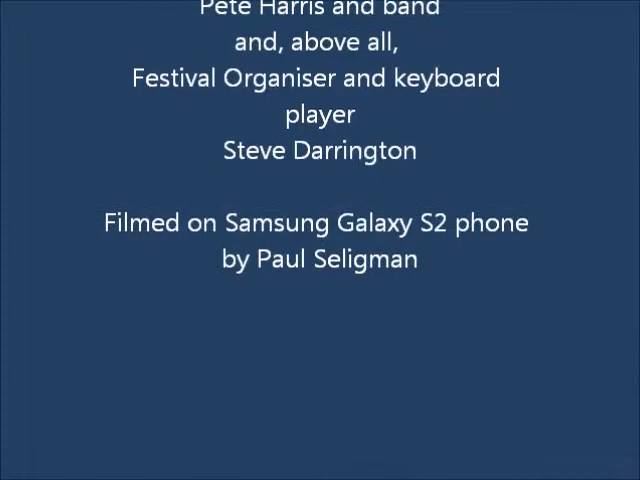 Pete Harris and band
and, above all,
Festival Organiser and keyboard
player
Steve Darrington
Filmed on Samsung Galaxy S2 phone
by Paul Seligman